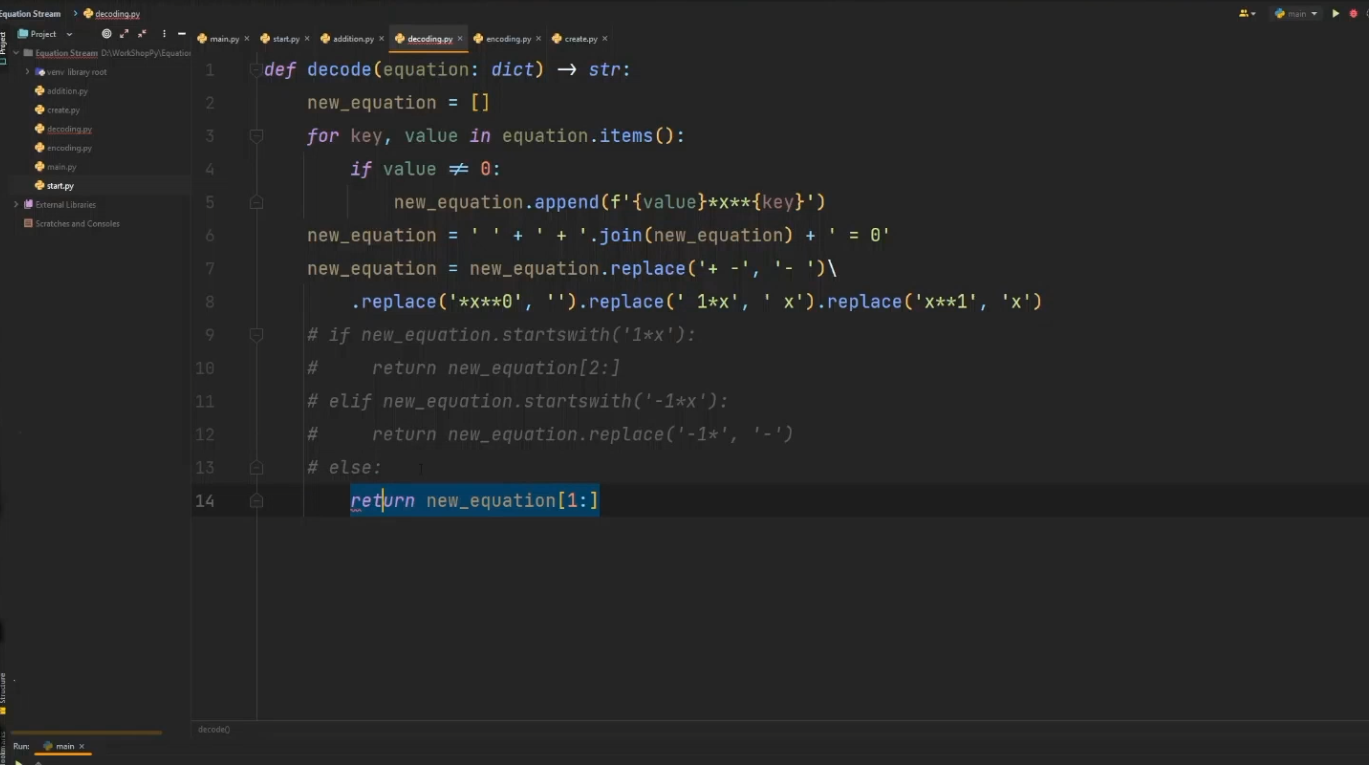 Equation Stream > decoding.py
main
Project
main.py × start.py × addition.py × decoding.py × encoding.py × create.py ×
Project
Equation Stream D:\WorkShopPy\Equation
venv library root
addition.py
create.py
decoding.py
encoding.py
main.py
start.py
External Libraries
Scratches and Consoles
1 def decode(equation: dict) -> str:
2 new_equation = []
3 for key, value in equation.items():
4 if value != 0:
5 new_equation.append(f'{value}*x**{key}')
6 new_equation = ' ' + ' + '.join(new_equation) + ' = 0'
7 new_equation = new_equation.replace('+ -', '- ')\
8 .replace('*x**0', '').replace(' 1*x', ' x').replace('x**1', 'x')
9 # if new_equation.startswith('1*x'):
10 # return new_equation[2:]
11 # elif new_equation.startswith('-1*x'):
12 # return new_equation.replace('-1*', '-')
13 # else:
14 return new_equation[1:]
Structure
decode()
Run: main ×